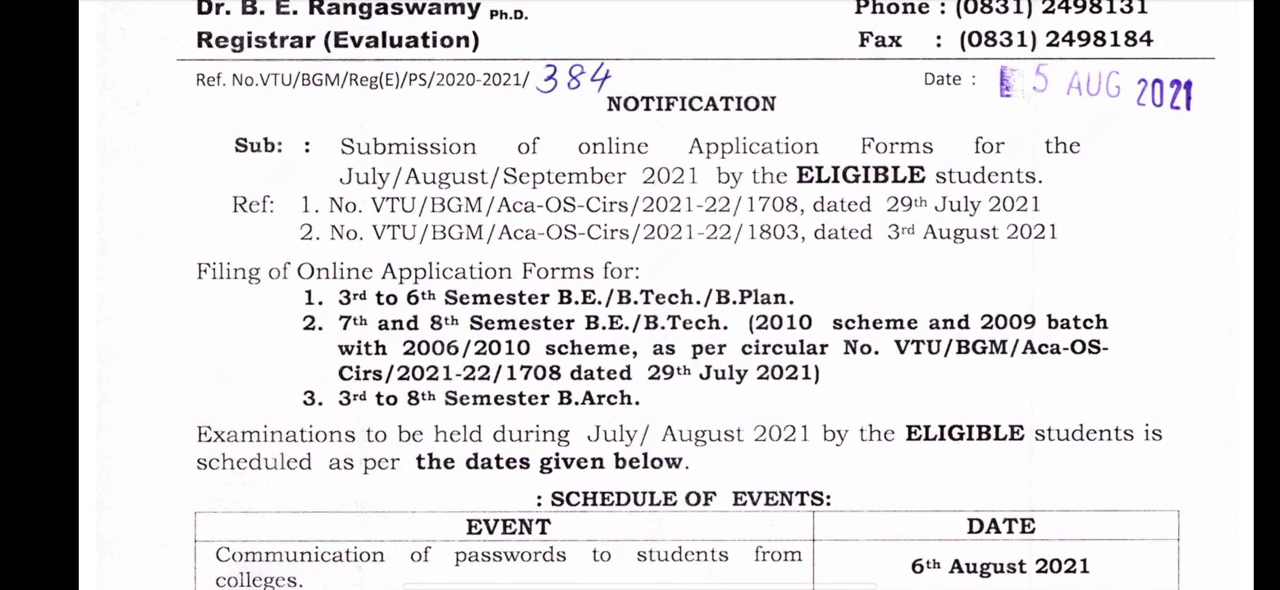 Dr. B. E. Rangaswamy Ph.D.
Phone : (0831) 2498131
Registrar (Evaluation)
Fax : (0831) 2498184
Ref. No.VTU/BGM/Reg(E)/PS/2020-2021/ 384
Date : 5 AUG 2021
NOTIFICATION
Sub: : Submission of online Application Forms for the
July/August/September 2021 by the ELIGIBLE students.
Ref: 1. No. VTU/BGM/Aca-OS-Cirs/2021-22/1708, dated 29th July 2021
2. No. VTU/BGM/Aca-OS-Cirs/2021-22/1803, dated 3rd August 2021
Filing of Online Application Forms for:
1. 3rd to 6th Semester B.E./B.Tech./B.Plan.
2. 7th and 8th Semester B.E./B.Tech. (2010 scheme and 2009 batch
with 2006/2010 scheme, as per circular No. VTU/BGM/Aca-OS-
Cirs/2021-22/1708 dated 29th July 2021)
3. 3rd to 8th Semester B.Arch.
Examinations to be held during July/ August 2021 by the ELIGIBLE students is
scheduled as per the dates given below.
: SCHEDULE OF EVENTS:
EVENT
DATE
Communication of passwords to students from
colleges.
6th August 2021